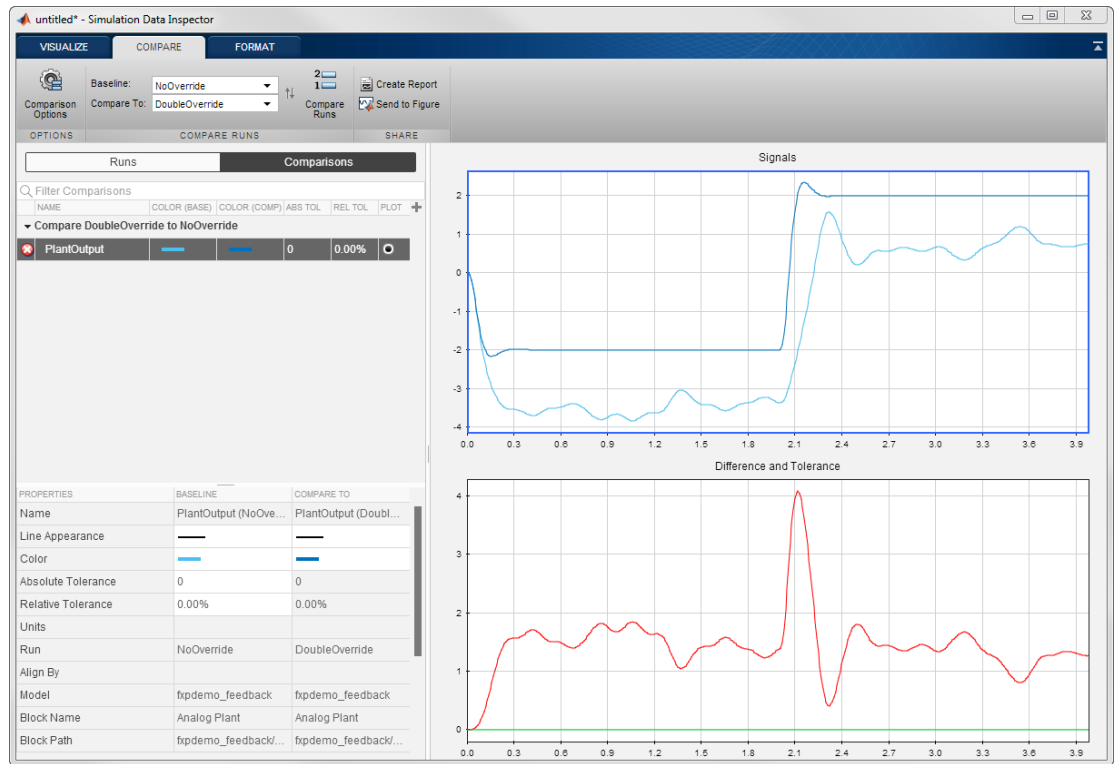 untitled* - Simulation Data Inspector
VISUALIZE COMPARE FORMAT
Comparison Options
Baseline: NoOverride
Compare To: DoubleOverride
2
1
Compare Runs
Create Report
Send to Figure
OPTIONS COMPARE RUNS SHARE
Runs Comparisons
Filter Comparisons
NAME COLOR (BASE) COLOR (COMP) ABS TOL REL TOL PLOT
Compare DoubleOverride to NoOverride
PlantOutput 0 0.00%
PROPERTIES BASELINE COMPARE TO
Name PlantOutput (NoOve... PlantOutput (Doubl...
Line Appearance
Color
Absolute Tolerance 0 0
Relative Tolerance 0.00% 0.00%
Units
Run NoOverride DoubleOverride
Align By
Model fxpdemo_feedback fxpdemo_feedback
Block Name Analog Plant Analog Plant
Block Path fxpdemo_feedback/... fxpdemo_feedback/...
Signals
2
1
0
-1
-2
-3
-4
0.0 0.3 0.6 0.9 1.2 1.5 1.8 2.1 2.4 2.7 3.0 3.3 3.6 3.9
Difference and Tolerance
4
3
2
1
0
0.0 0.3 0.6 0.9 1.2 1.5 1.8 2.1 2.4 2.7 3.0 3.3 3.6 3.9